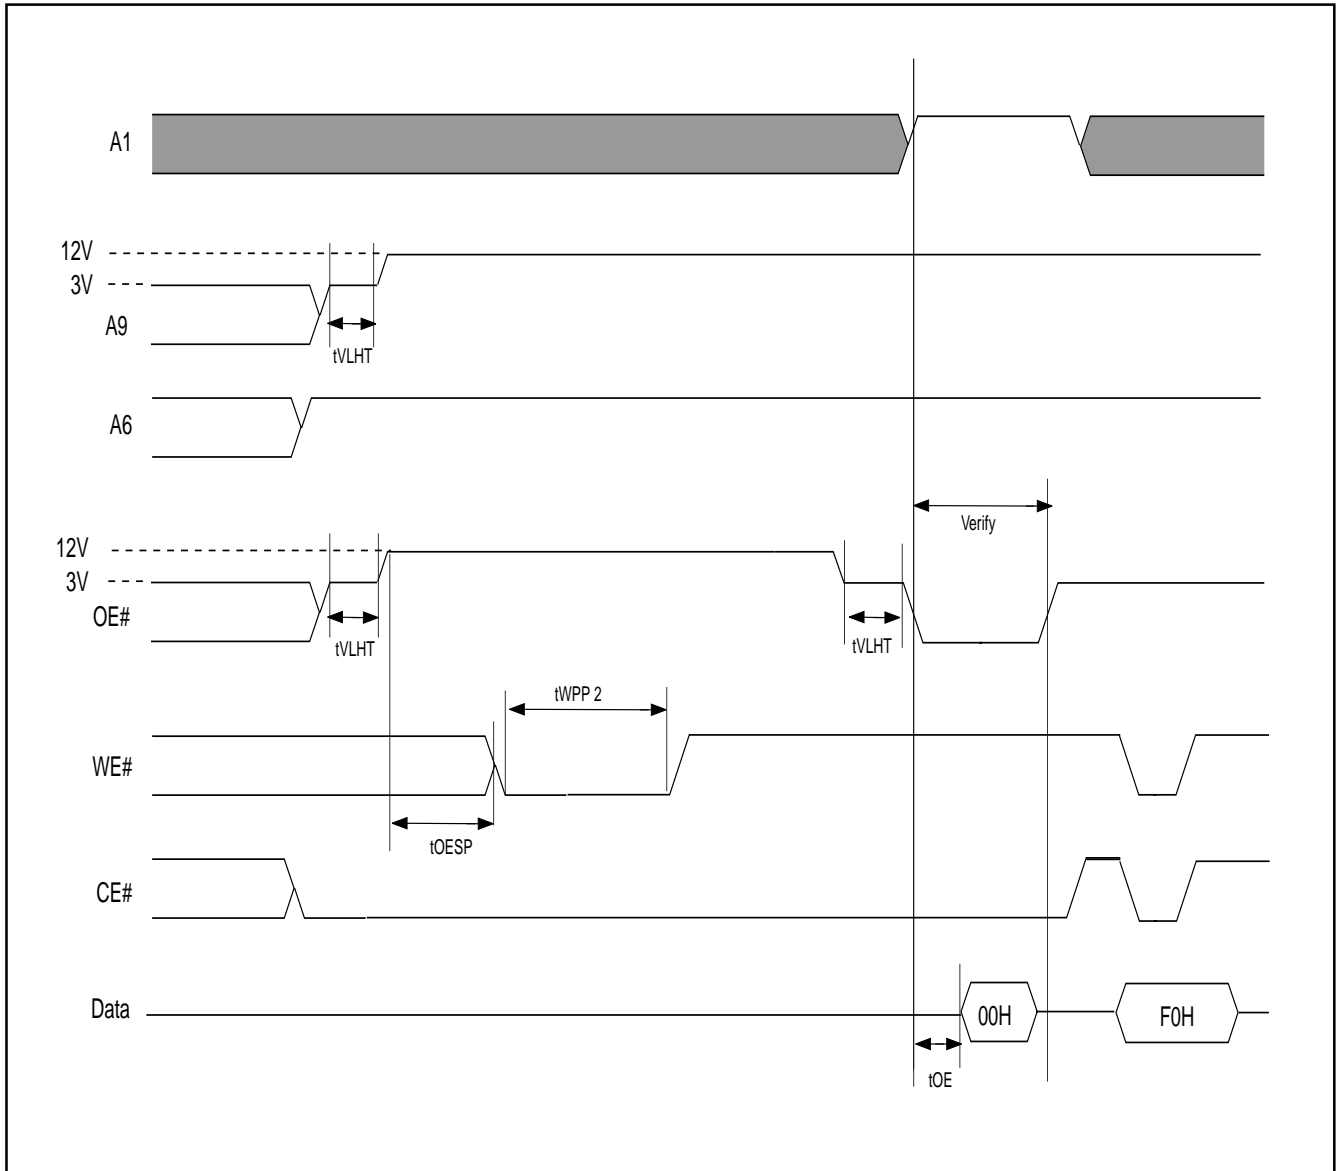 A1
12V
3V
A9
tVLHT
A6
Verify
12V
3V
OE#
tVLHT
tVLHT
tWPP 2
WE#
tOESP
CE#
Data
00H
F0H
tOE